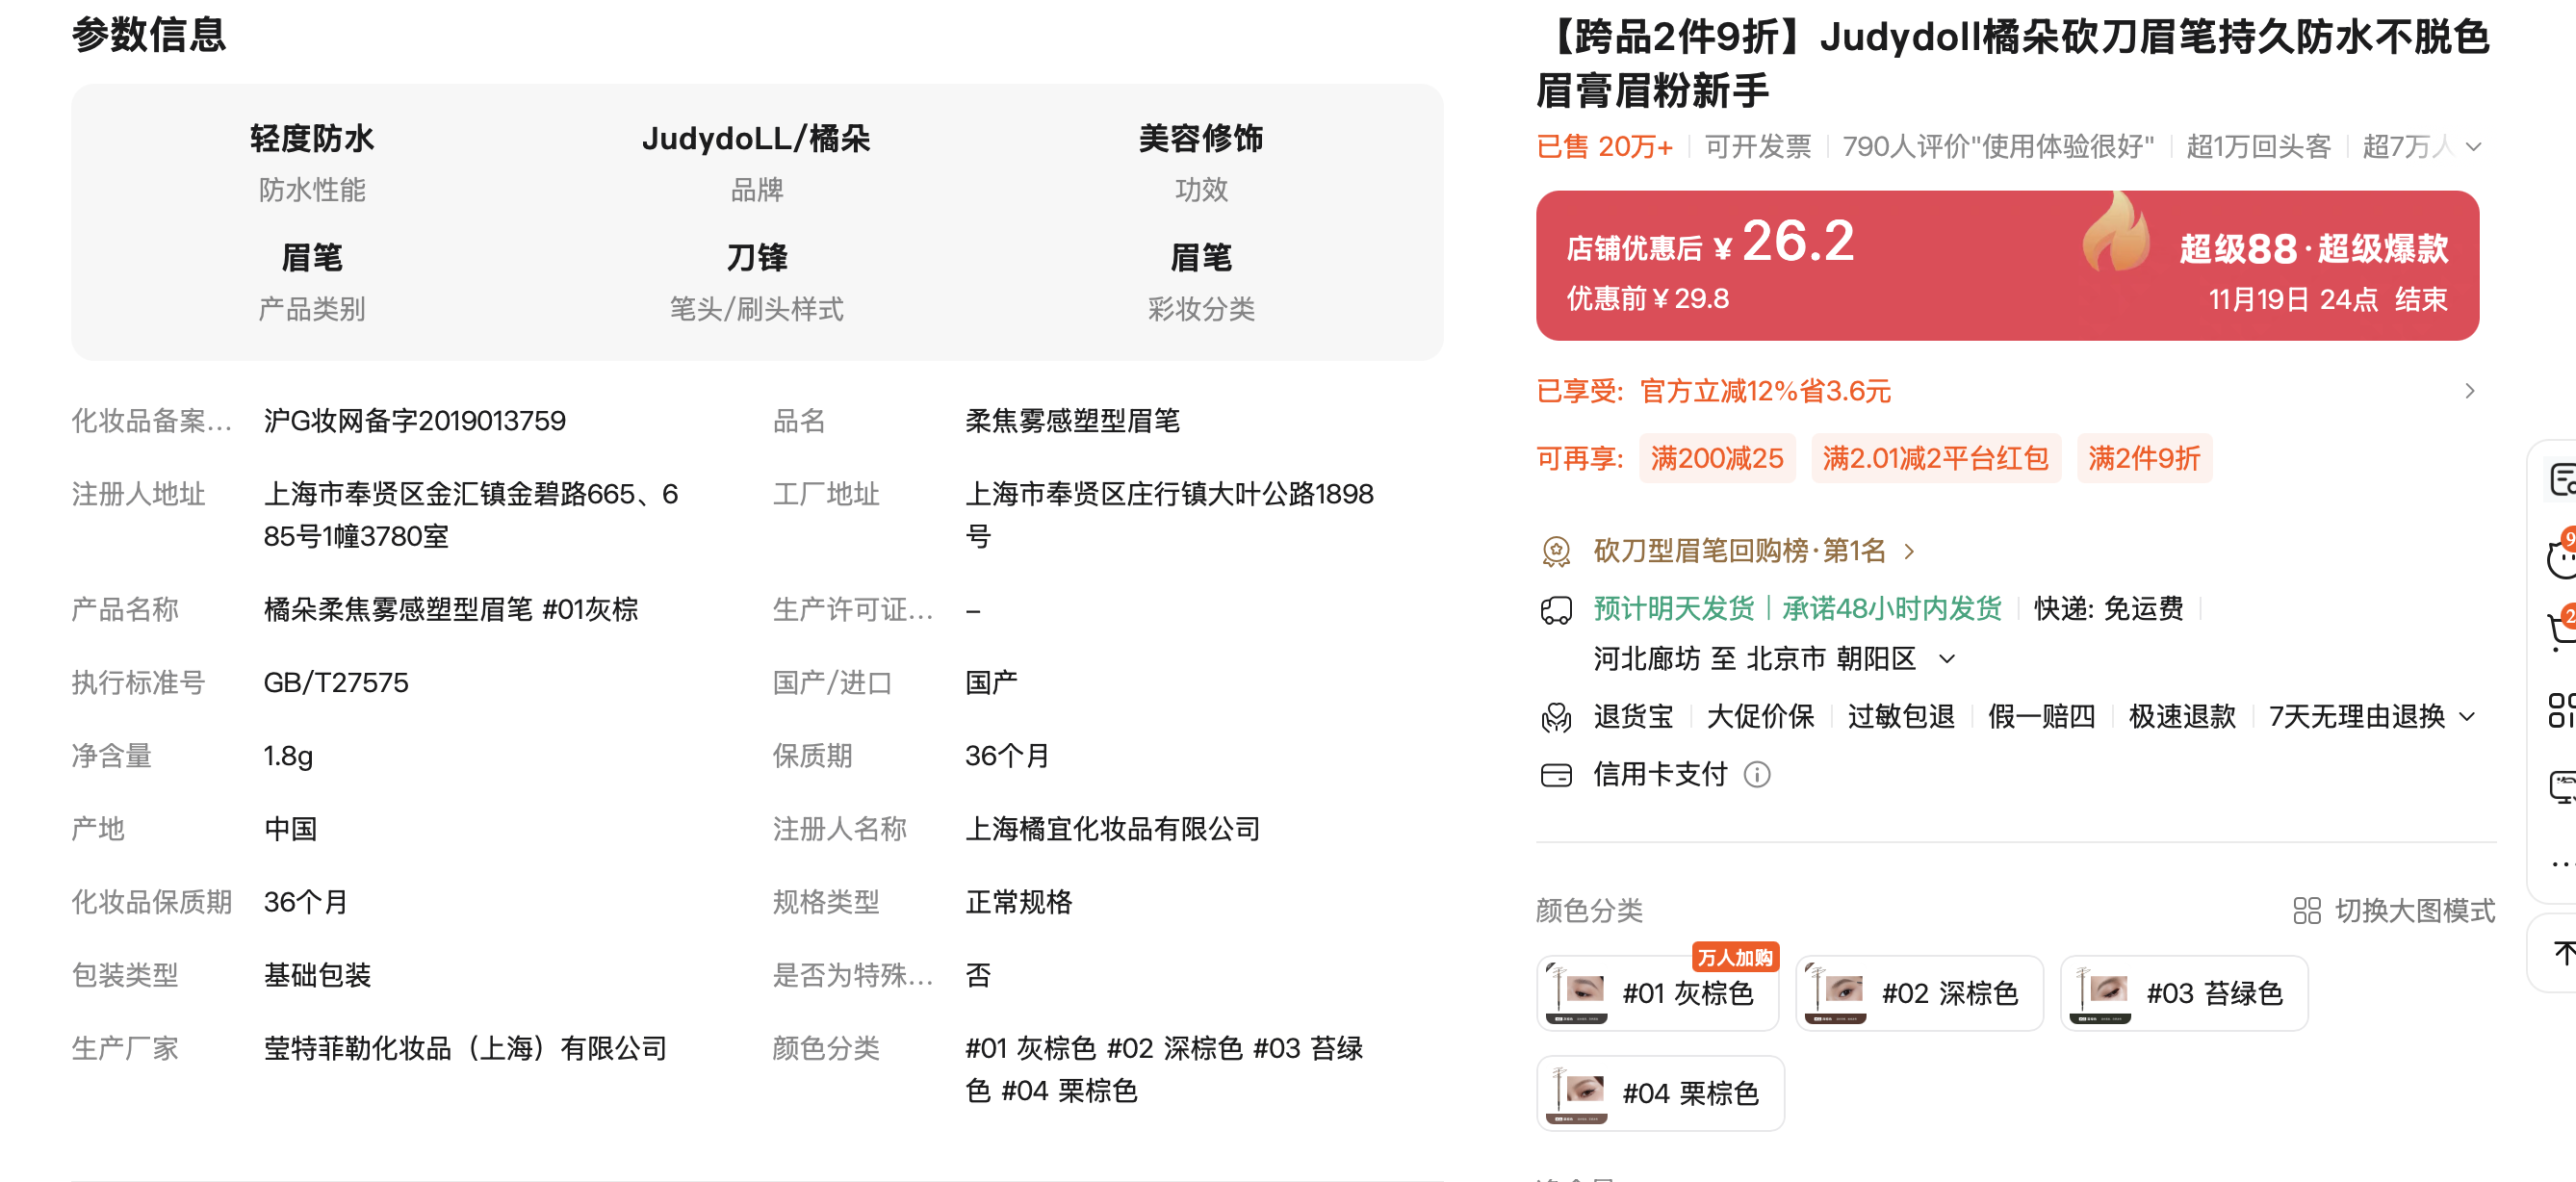 参数信息
轻度防水 JudydoLL/橘朵 美容修饰
防水性能 品牌 功效
眉笔 刀锋 眉笔
产品类别 笔头/刷头样式 彩妆分类
化妆品备案... 沪G妆网备字2019013759 品名 柔焦雾感塑型眉笔
注册人地址 上海市奉贤区金汇镇金碧路665、6 工厂地址 上海市奉贤区庄行镇大叶公路1898
85号1幢3780室 号
产品名称 橘朵柔焦雾感塑型眉笔 #01灰棕 生产许可证... –
执行标准号 GB/T27575 国产/进口 国产
净含量 1.8g 保质期 36个月
产地 中国 注册人名称 上海橘宜化妆品有限公司
化妆品保质期 36个月 规格类型 正常规格
包装类型 基础包装 是否为特殊... 否
生产厂家 莹特菲勒化妆品（上海）有限公司 颜色分类 #01 灰棕色 #02 深棕色 #03 苔绿
色 #04 栗棕色
【跨品2件9折】Judydoll橘朵砍刀眉笔持久防水不脱色
眉膏眉粉新手
已售 20万+ 可开发票 790人评价"使用体验很好" 超1万回头客 超7万人
店铺优惠后 ¥ 26.2 超级88·超级爆款
优惠前 ¥ 29.8 11月19日 24点 结束
已享受: 官方立减12%省3.6元
可再享: 满200减25 满2.01减2平台红包 满2件9折
砍刀型眉笔回购榜·第1名
预计明天发货 | 承诺48小时内发货 快递: 免运费
河北廊坊 至 北京市 朝阳区
退货宝 大促价保 过敏包退 假一赔四 极速退款 7天无理由退换
信用卡支付
颜色分类 切换大图模式
万人加购
#01 灰棕色 #02 深棕色 #03 苔绿色
#04 栗棕色